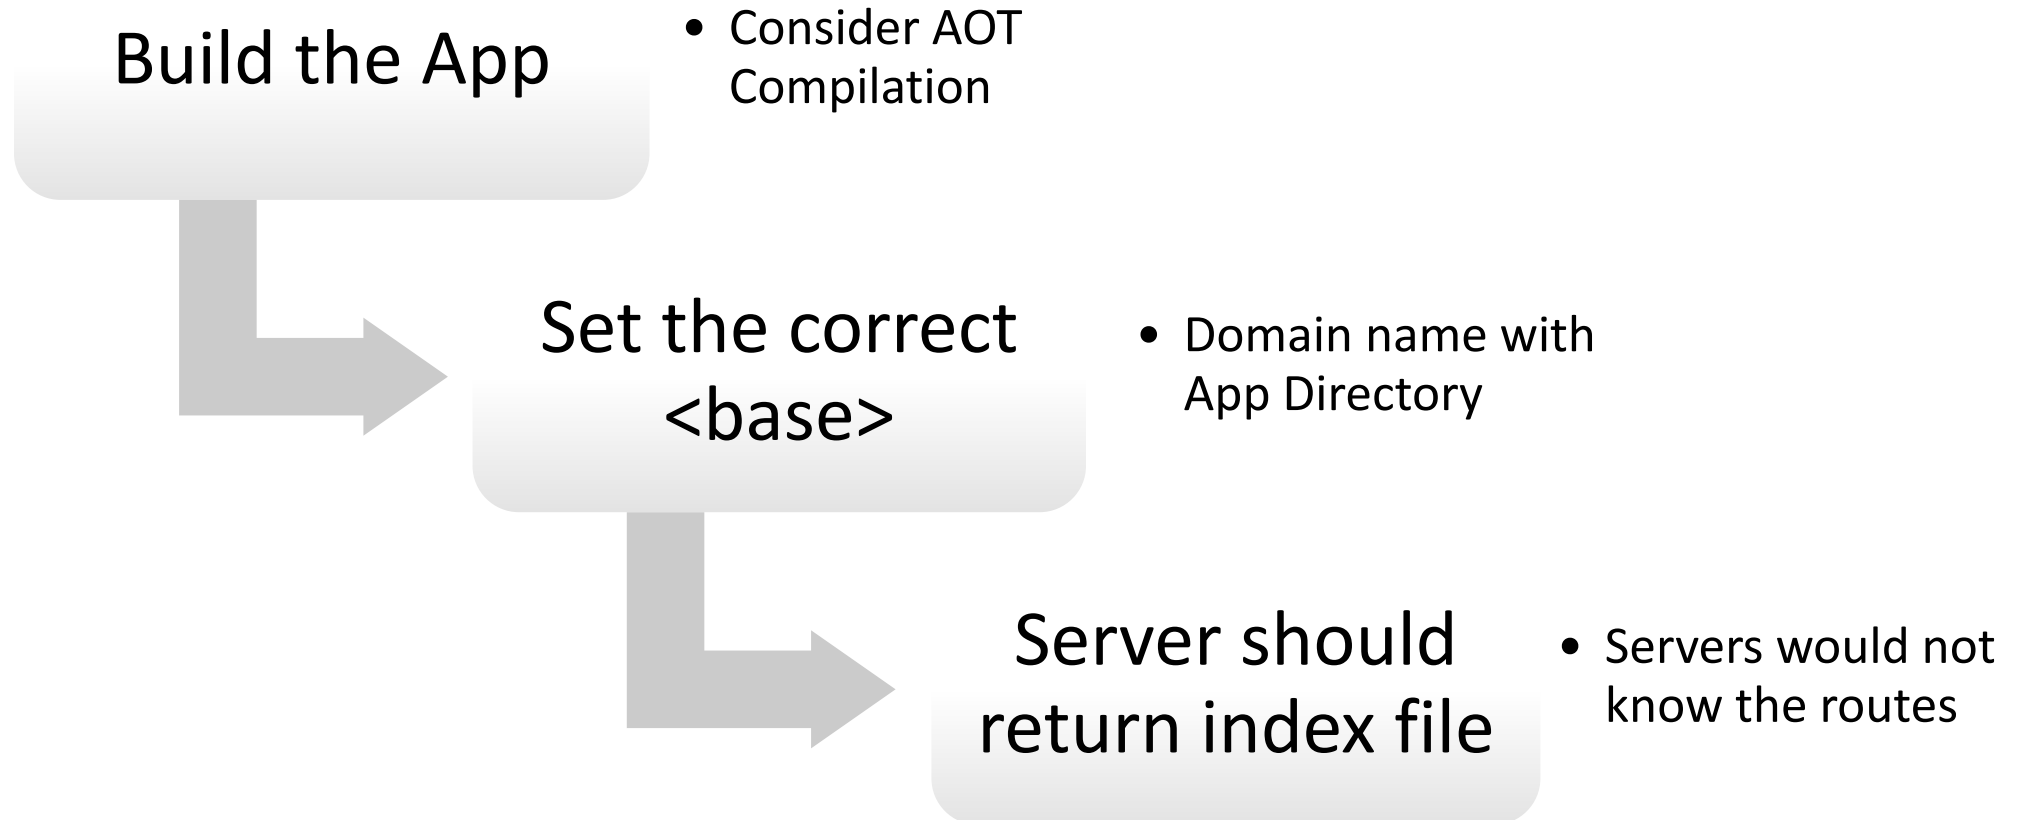 Build the App
• Consider AOT
Compilation
Set the correct
<base>
• Domain name with
App Directory
Server should
return index file
• Servers would not
know the routes